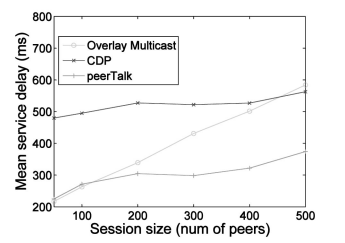 800
700
600
500
400
300
200
Mean service delay (ms)
Overlay Multicast
CDP
peerTalk
100 200 300 400 500
Session size (num of peers)